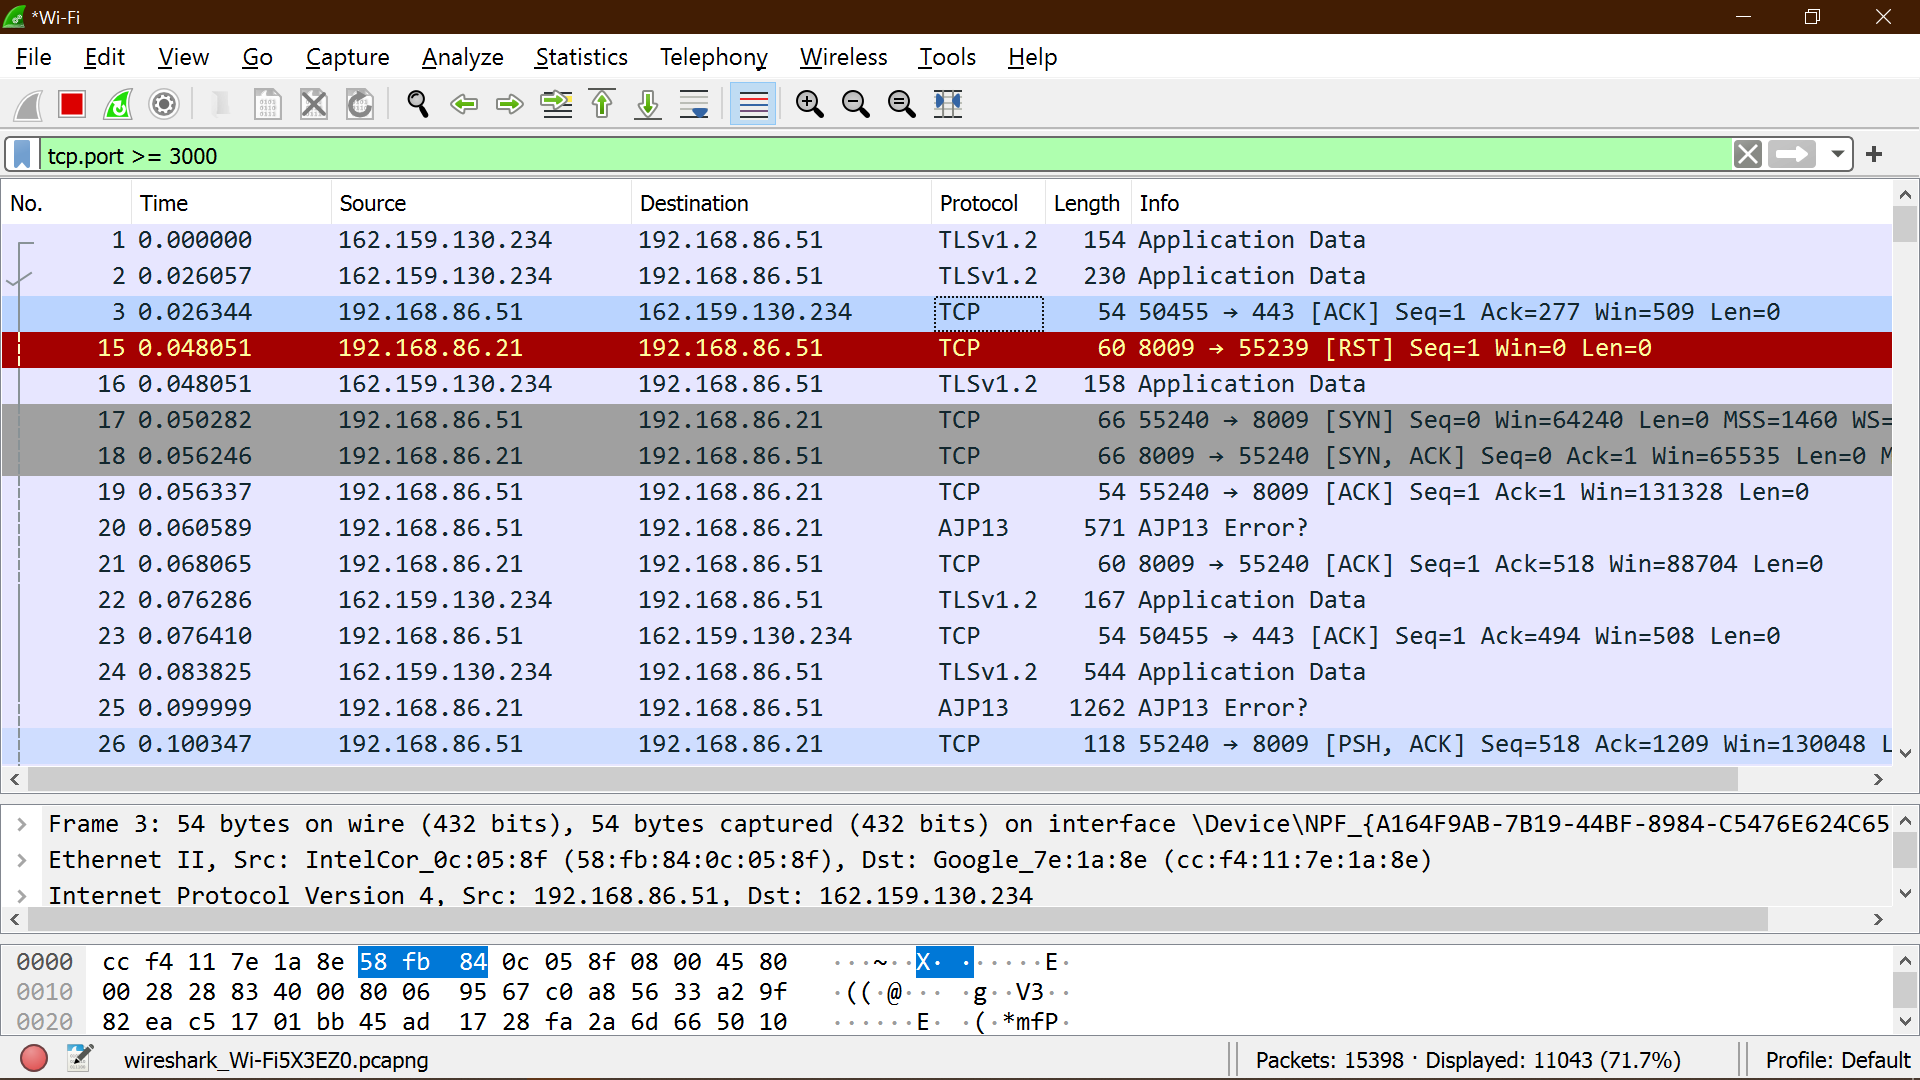 *Wi-Fi
File Edit View Go Capture Analyze Statistics Telephony Wireless Tools Help
tcp.port >= 3000
No. Time Source Destination Protocol Length Info
1 0.000000 162.159.130.234 192.168.86.51 TLSv1.2 154 Application Data
2 0.026057 162.159.130.234 192.168.86.51 TLSv1.2 230 Application Data
3 0.026344 192.168.86.51 162.159.130.234 TCP 54 50455 → 443 [ACK] Seq=1 Ack=277 Win=509 Len=0
15 0.048051 192.168.86.21 192.168.86.51 TCP 60 8009 → 55239 [RST] Seq=1 Win=0 Len=0
16 0.048051 162.159.130.234 192.168.86.51 TLSv1.2 158 Application Data
17 0.050282 192.168.86.51 192.168.86.21 TCP 66 55240 → 8009 [SYN] Seq=0 Win=64240 Len=0 MSS=1460 WS=
18 0.056246 192.168.86.21 192.168.86.51 TCP 66 8009 → 55240 [SYN, ACK] Seq=0 Ack=1 Win=65535 Len=0 M
19 0.056337 192.168.86.51 192.168.86.21 TCP 54 55240 → 8009 [ACK] Seq=1 Ack=1 Win=131328 Len=0
20 0.060589 192.168.86.51 192.168.86.21 AJP13 571 AJP13 Error?
21 0.068065 192.168.86.21 192.168.86.51 TCP 60 8009 → 55240 [ACK] Seq=1 Ack=518 Win=88704 Len=0
22 0.076286 162.159.130.234 192.168.86.51 TLSv1.2 167 Application Data
23 0.076410 192.168.86.51 162.159.130.234 TCP 54 50455 → 443 [ACK] Seq=1 Ack=494 Win=508 Len=0
24 0.083825 162.159.130.234 192.168.86.51 TLSv1.2 544 Application Data
25 0.099999 192.168.86.21 192.168.86.51 AJP13 1262 AJP13 Error?
26 0.100347 192.168.86.51 192.168.86.21 TCP 118 55240 → 8009 [PSH, ACK] Seq=518 Ack=1209 Win=130048 L
Frame 3: 54 bytes on wire (432 bits), 54 bytes captured (432 bits) on interface \Device\NPF_{A164F9AB-7B19-44BF-8984-C5476E624C65
Ethernet II, Src: IntelCor_0c:05:8f (58:fb:84:0c:05:8f), Dst: Google_7e:1a:8e (cc:f4:11:7e:1a:8e)
Internet Protocol Version 4, Src: 192.168.86.51, Dst: 162.159.130.234
0000 cc f4 11 7e 1a 8e 58 fb 84 0c 05 8f 08 00 45 80 ···~··X· ······E·
0010 00 28 28 83 40 00 80 06 95 67 c0 a8 56 33 a2 9f ·((·@··· ·g··V3··
0020 82 ea c5 17 01 bb 45 ad 17 28 fa 2a 6d 66 50 10 ······E· ·(·*mfP·
wireshark_Wi-Fi5X3EZ0.pcapng
Packets: 15398 · Displayed: 11043 (71.7%)
Profile: Default